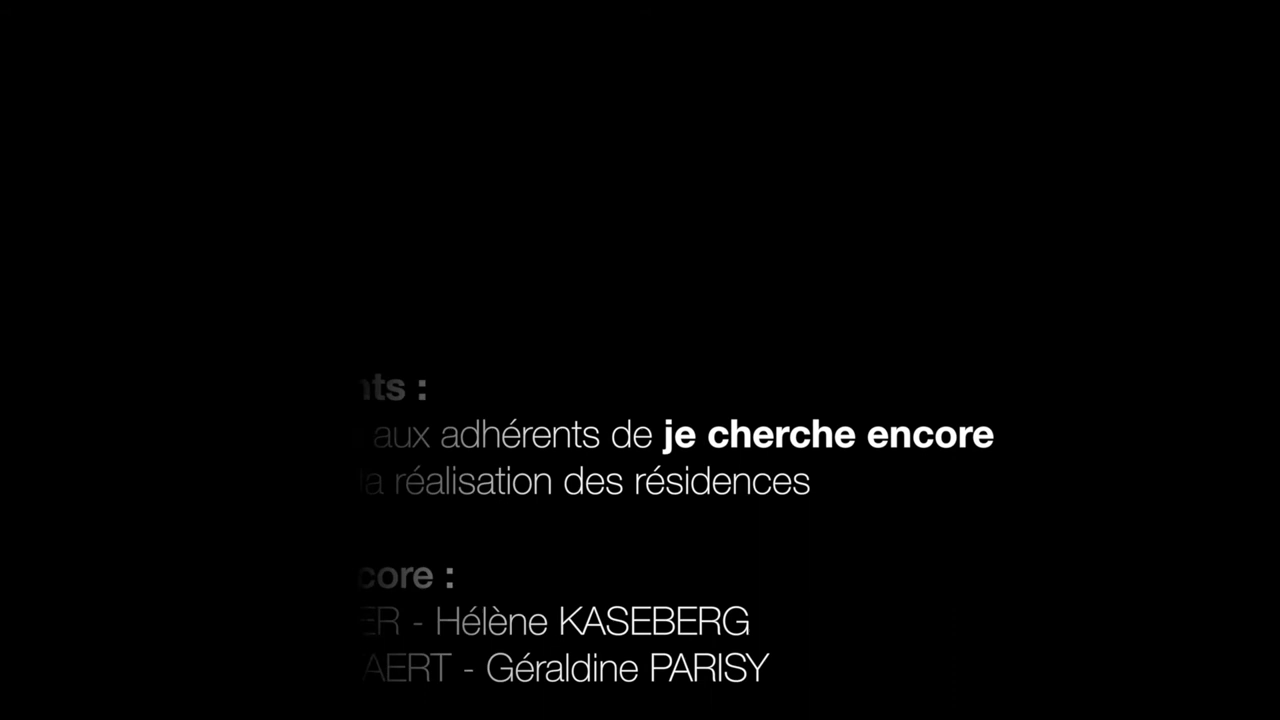 nts :
aux adhérents de je cherche encore
la réalisation des résidences
core :
ER - Hélène KASEBERG
AERT - Géraldine PARISY